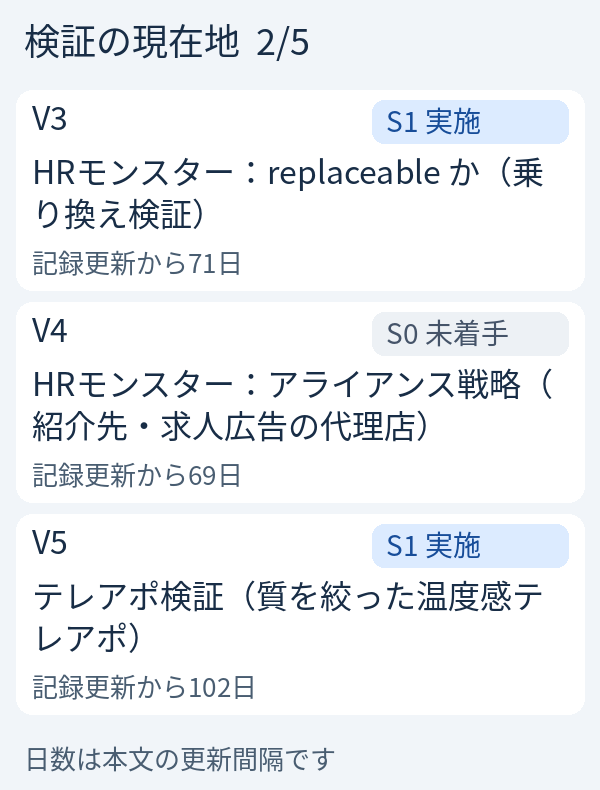 検証の現在地 2/5
V3
S1 実施
HRモンスター：replaceable か（乗
り換え検証）
記録更新から71日
V4
S0 未着手
HRモンスター：アライアンス戦略（
紹介先・求人広告の代理店）
記録更新から69日
V5
S1 実施
テレアポ検証（質を絞った温度感テ
レアポ）
記録更新から102日
日数は本文の更新間隔です